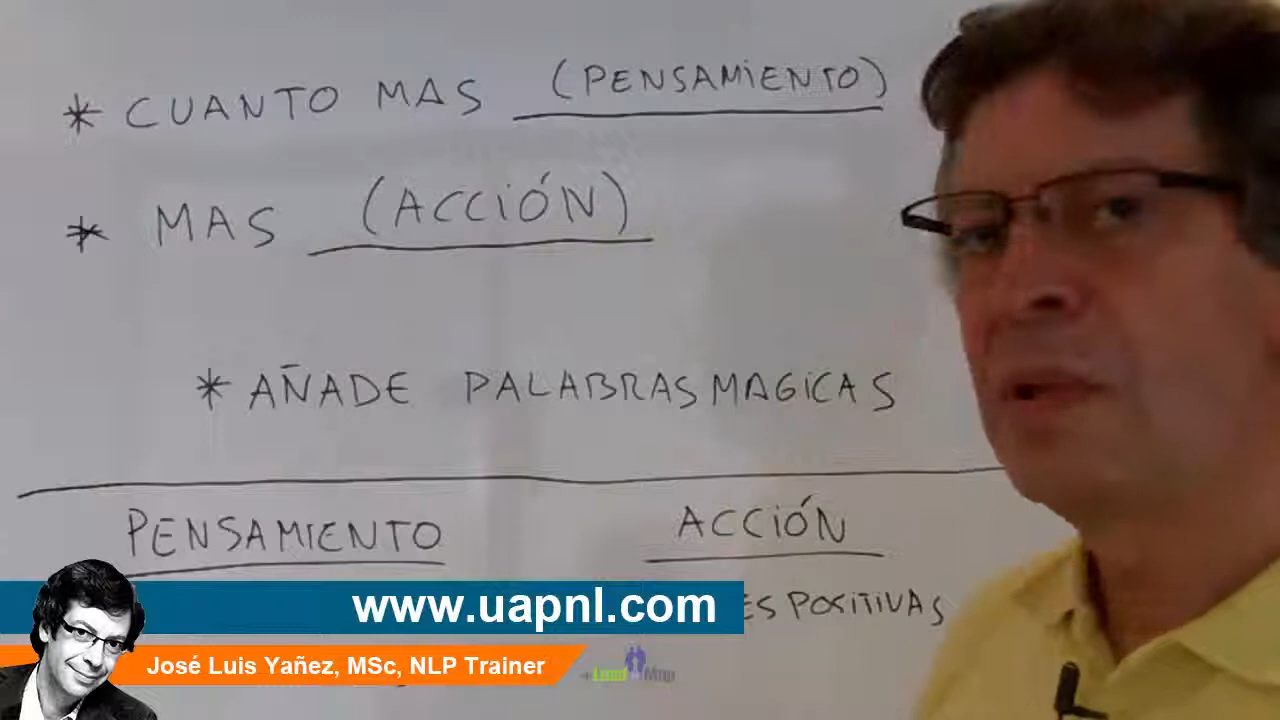 * CUANTO MAS (PENSAMIENTO)
* MAS (ACCIÓN)
* AÑADE PALABRAS MAGICAS
PENSAMIENTO ACCIÓN
ES POSITIVAS
www.uapnl.com
José Luis Yañez, MSc, NLP Trainer